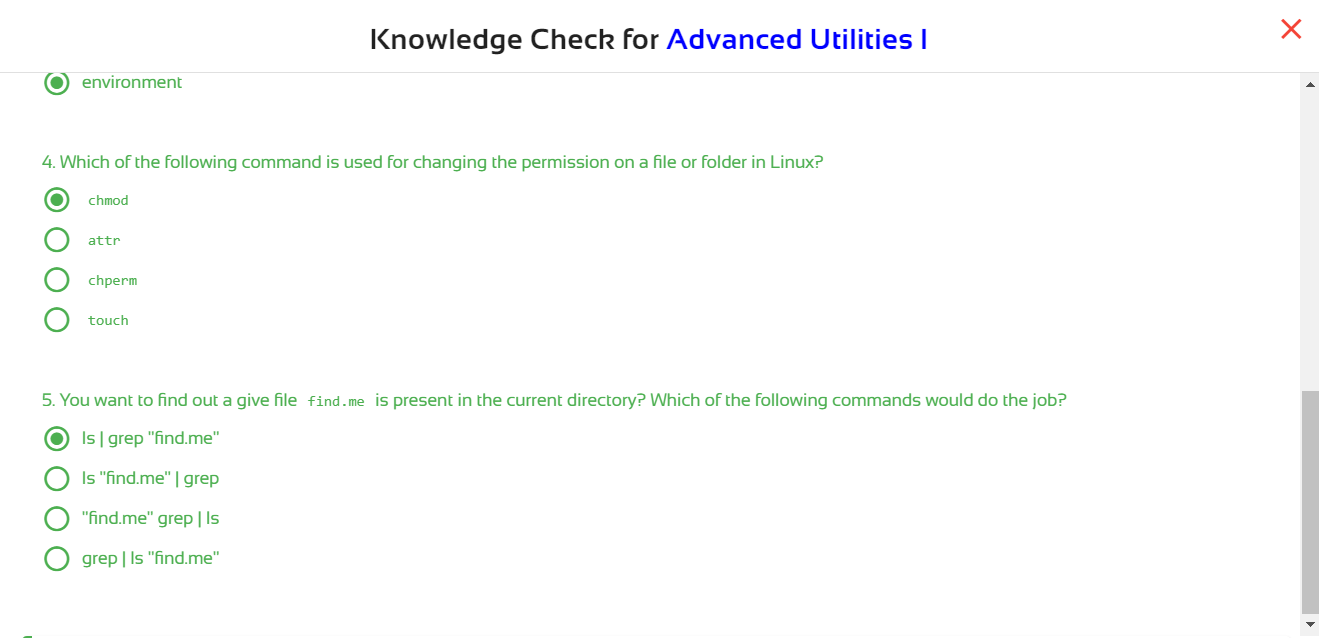 Knowledge Check for Advanced Utilities I
environment
4. Which of the following command is used for changing the permission on a file or folder in Linux?
chmod
attr
chperm
touch
5. You want to find out a give file find.me is present in the current directory? Which of the following commands would do the job?
ls | grep "find.me"
ls "find.me" | grep
"find.me" grep | ls
grep | ls "find.me"